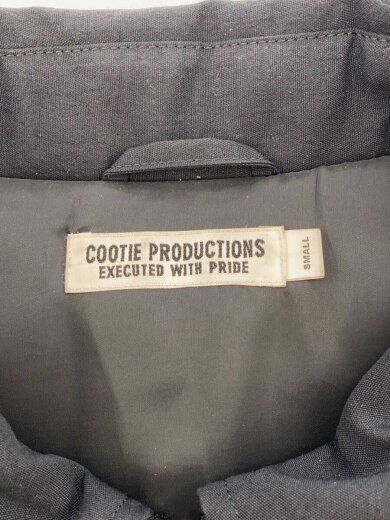 COOTIE PRODUCTIONS
EXECUTED WITH PRIDE
SMALL